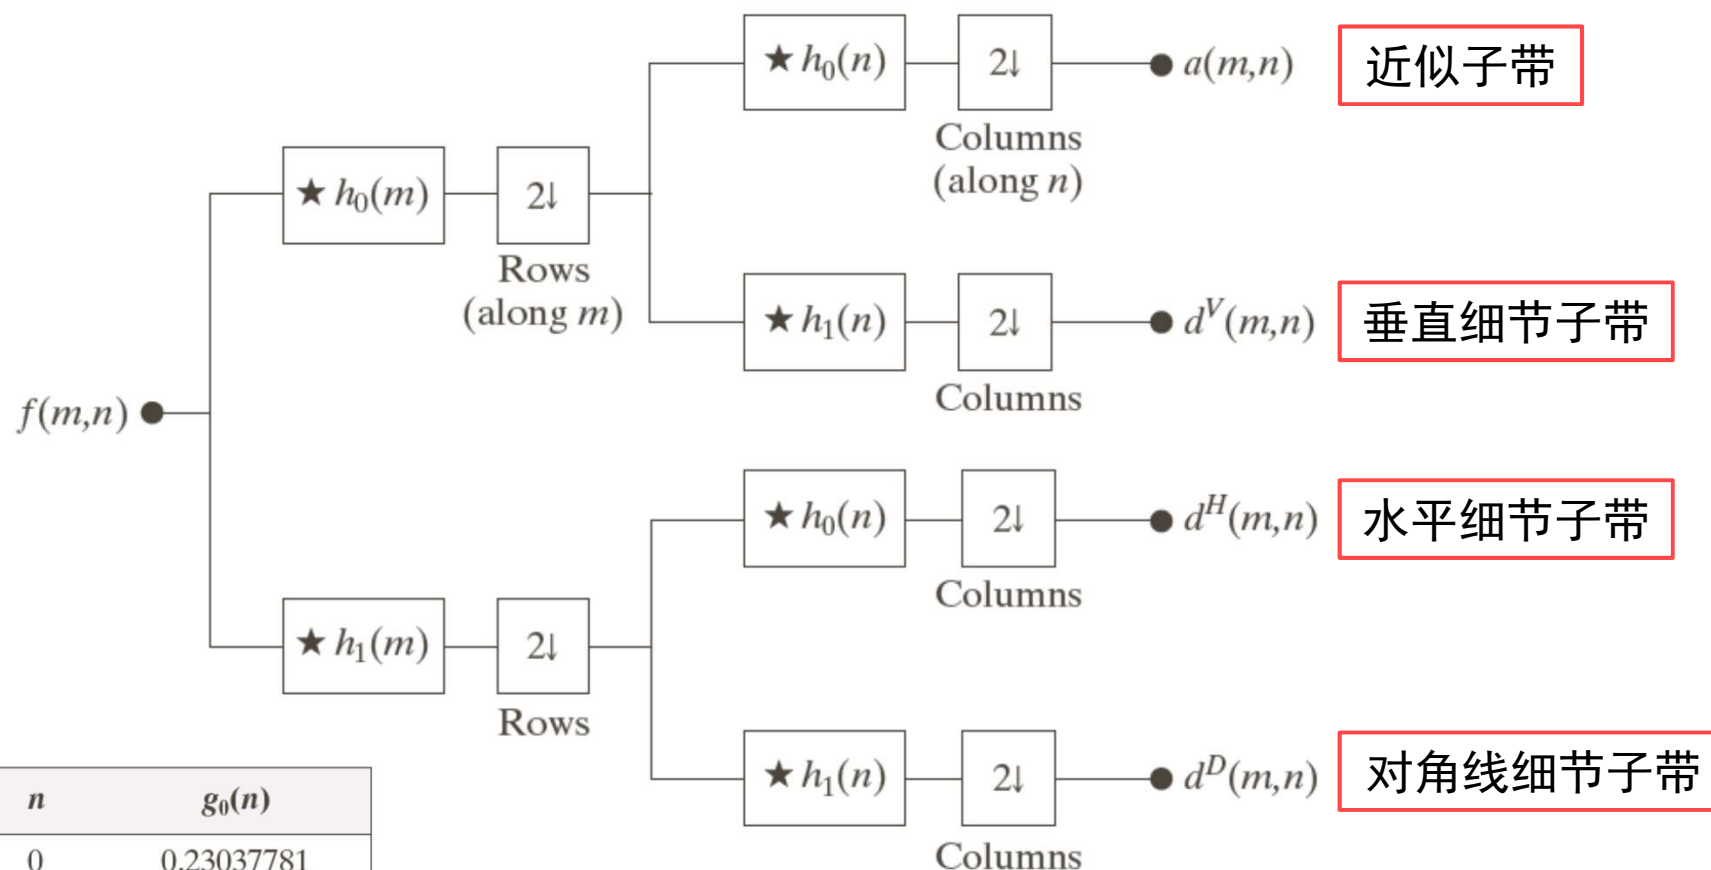 ★ h₀(n)
2↓
a(m,n)
近似子带
Columns
(along n)
★ h₀(m)
2↓
Rows
(along m)
★ h₁(n)
2↓
dⱽ(m,n)
垂直细节子带
Columns
f(m,n)
★ h₀(n)
2↓
dᴴ(m,n)
水平细节子带
Columns
★ h₁(m)
2↓
Rows
★ h₁(n)
2↓
dᴰ(m,n)
对角线细节子带
Columns
n g₀(n)
0 0.23037781